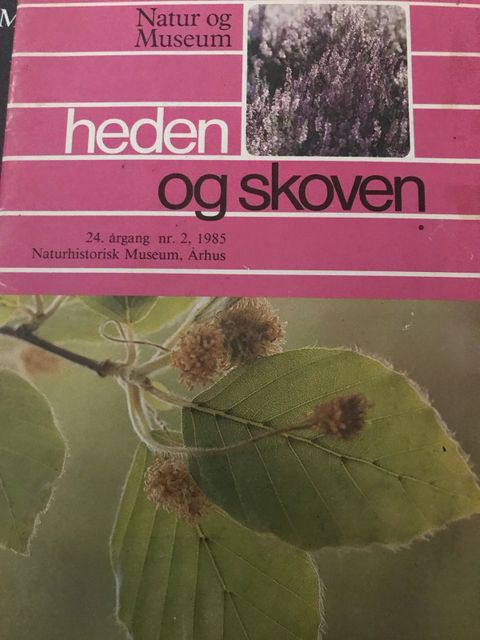 M
Natur og
Museum
heden
og skoven
24. årgang nr. 2, 1985
Naturhistorisk Museum, Århus